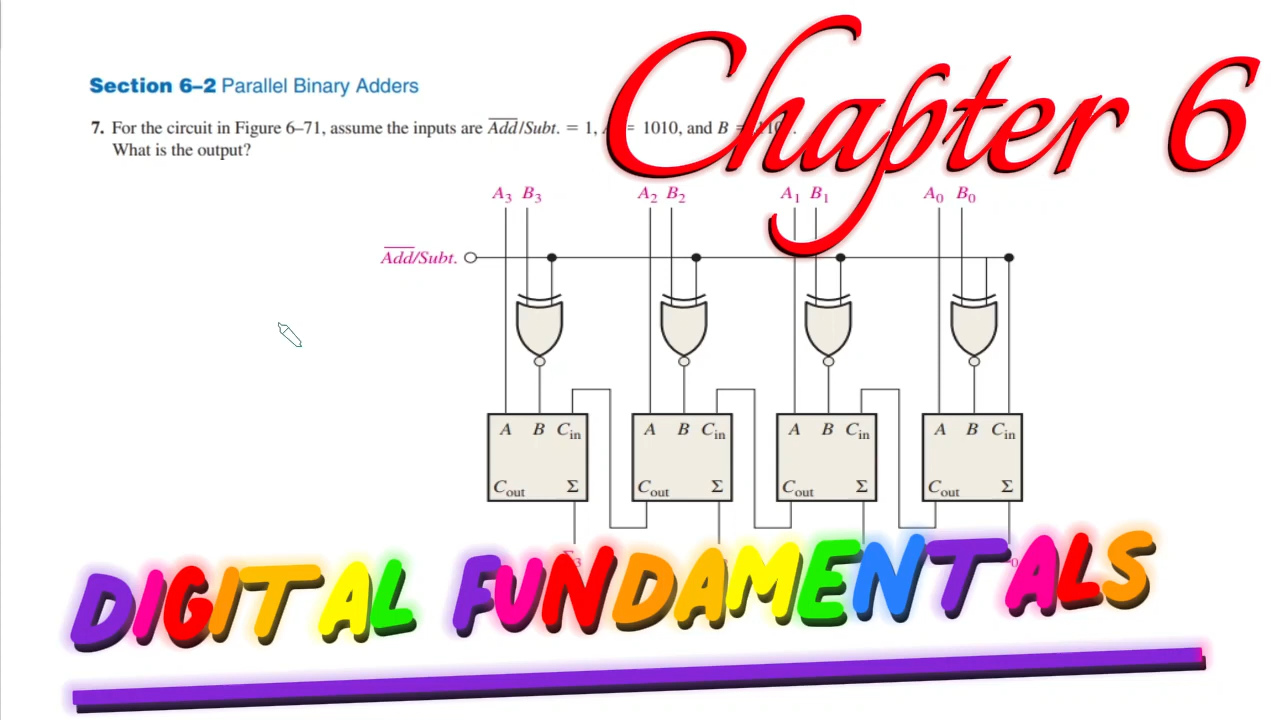 Chapter 6
Section 6–2 Parallel Binary Adders
7. For the circuit in Figure 6–71, assume the inputs are Add/Subt. = 1, = 1010, and B
What is the output?
A3 B3 A2 B2 A1 B1 A0 B0
Add/Subt.
A B Cin A B Cin A B Cin A B Cin
Cout Σ Cout Σ Cout Σ Cout Σ
DIGITAL FUNDAMENTALS